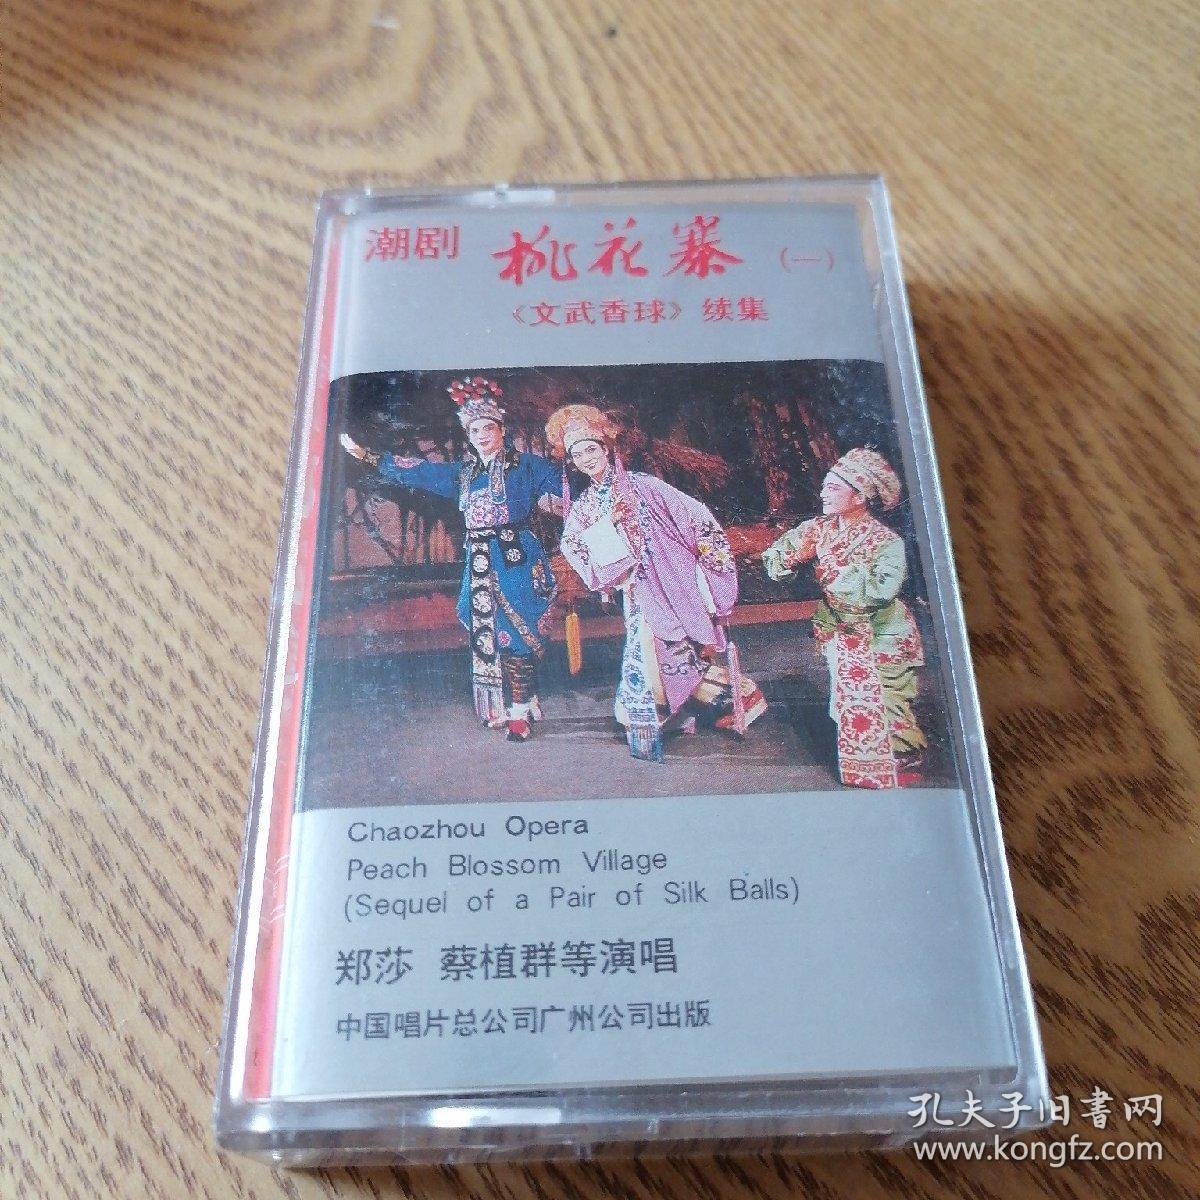 潮剧 桃花寨 (一)
《文武香球》续集
Chaozhou Opera
Peach Blossom Village
(Sequel of a Pair of Silk Balls)
郑莎 蔡植群等演唱
中国唱片总公司广州公司出版
孔夫子旧書网
www.kongfz.com